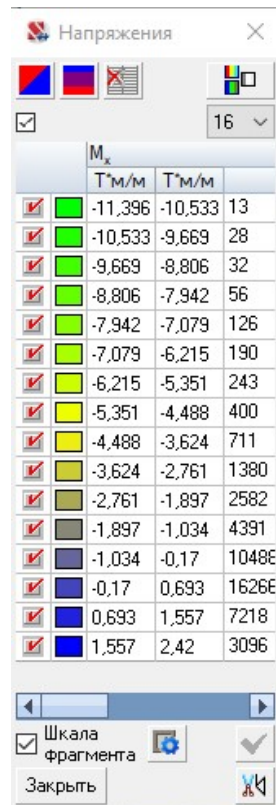 Напряжения
16
Mx
Т*м/м Т*м/м
-11,396 -10,533 13
-10,533 -9,669 28
-9,669 -8,806 32
-8,806 -7,942 56
-7,942 -7,079 126
-7,079 -6,215 190
-6,215 -5,351 243
-5,351 -4,488 400
-4,488 -3,624 711
-3,624 -2,761 1380
-2,761 -1,897 2582
-1,897 -1,034 4391
-1,034 -0,17 10488
-0,17 0,693 16266
0,693 1,557 7218
1,557 2,42 3096
Шкала
фрагмента
Закрыть